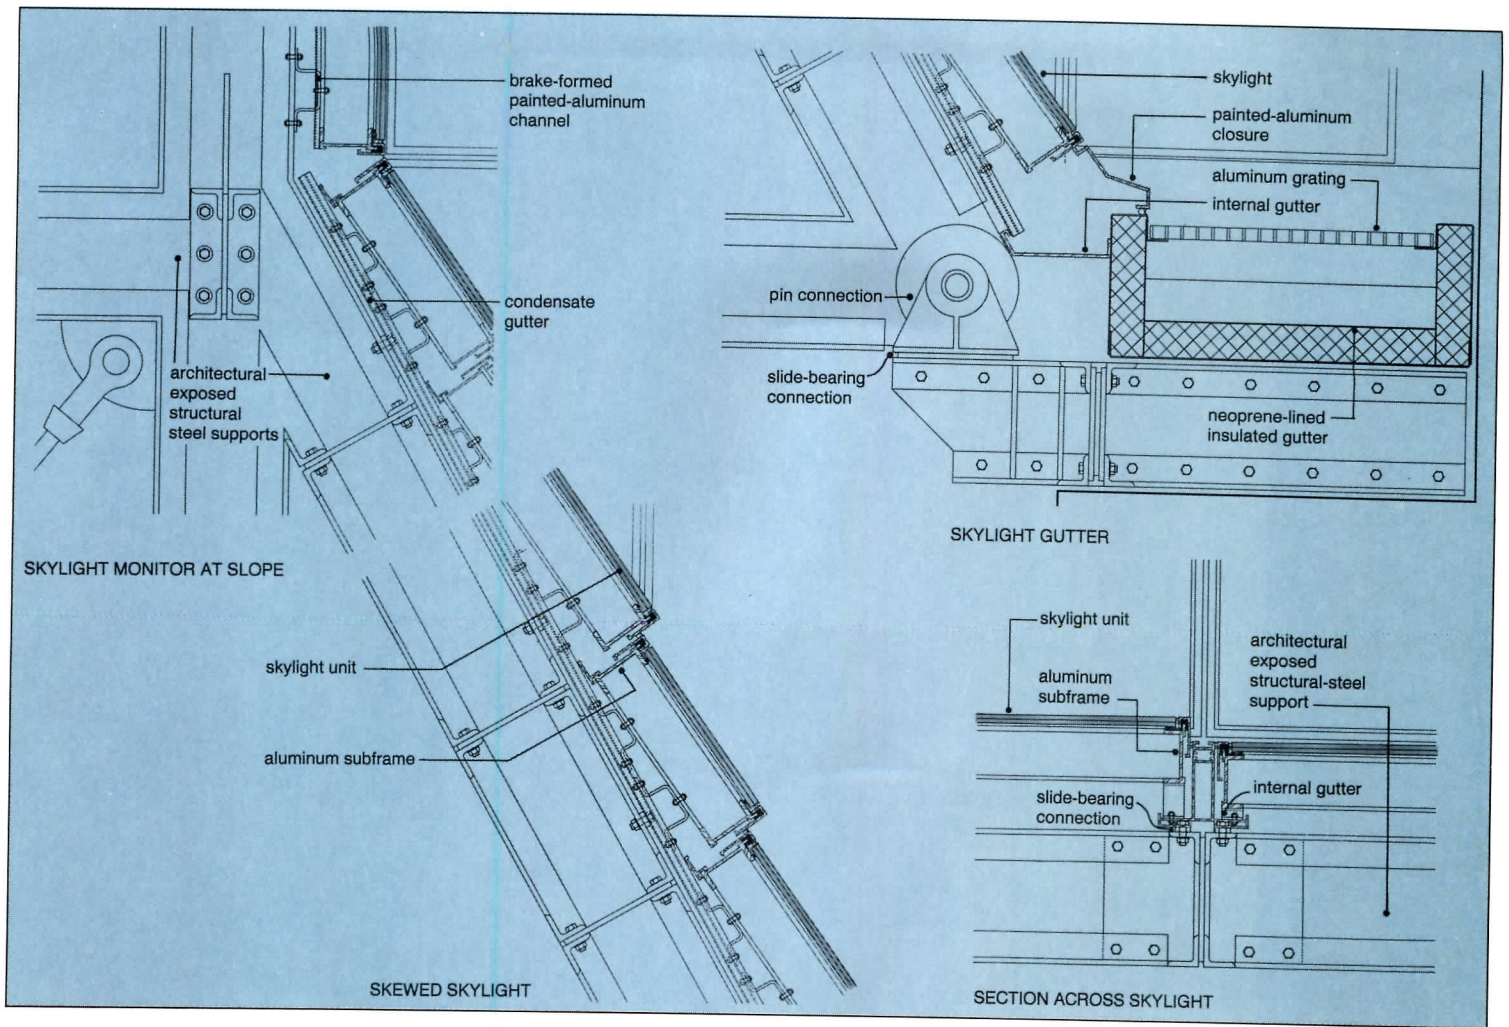 brake-formed
painted-aluminum
channel
condensate
gutter
architectural
exposed
structural
steel supports
SKYLIGHT MONITOR AT SLOPE
skylight
painted-aluminum
closure
aluminum grating
internal gutter
pin connection
slide-bearing
connection
neoprene-lined
insulated gutter
SKYLIGHT GUTTER
skylight unit
aluminum subframe
SKEWED SKYLIGHT
skylight unit
aluminum
subframe
architectural
exposed
structural-steel
support
slide-bearing
connection
internal gutter
SECTION ACROSS SKYLIGHT